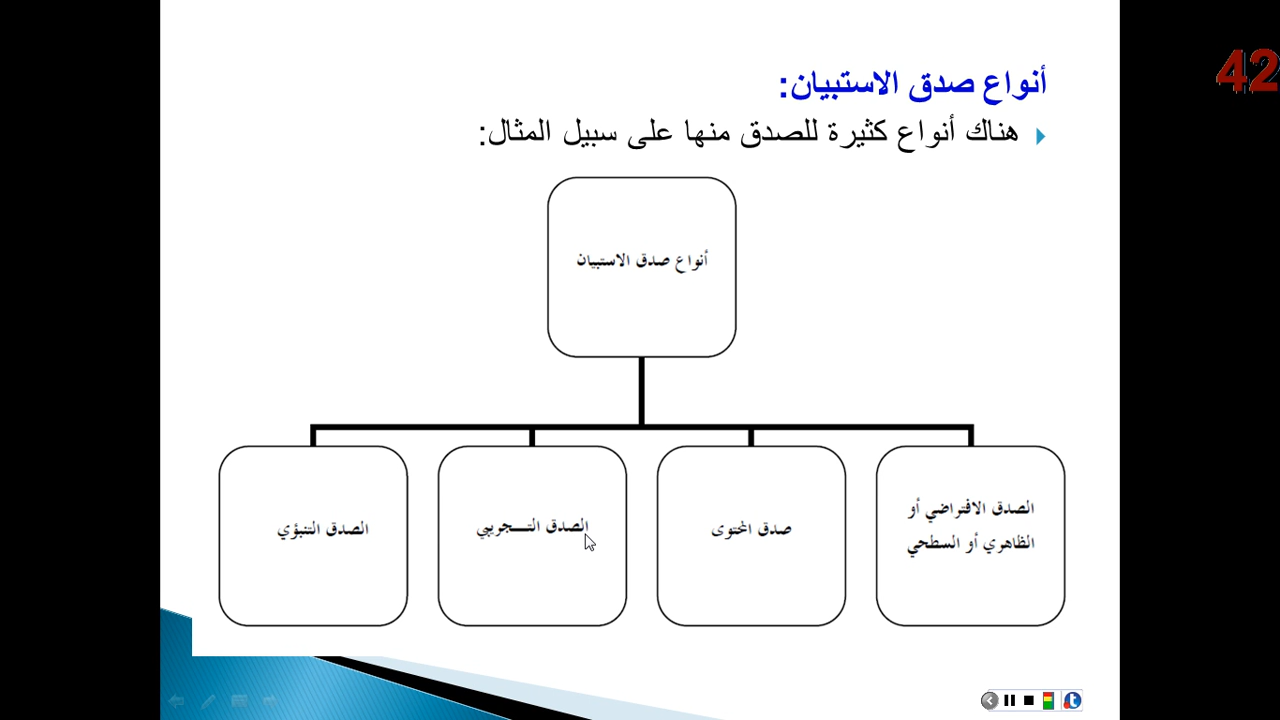 42
أنواع صدق الاستبيان:
هناك أنواع كثيرة للصدق منها على سبيل المثال:
أنواع صدق الاستبيان
الصدق الافتراضي أو
الظاهري أو السطحي
صدق المحتوى
الصدق التـــجريبي
الصدق التنبؤي